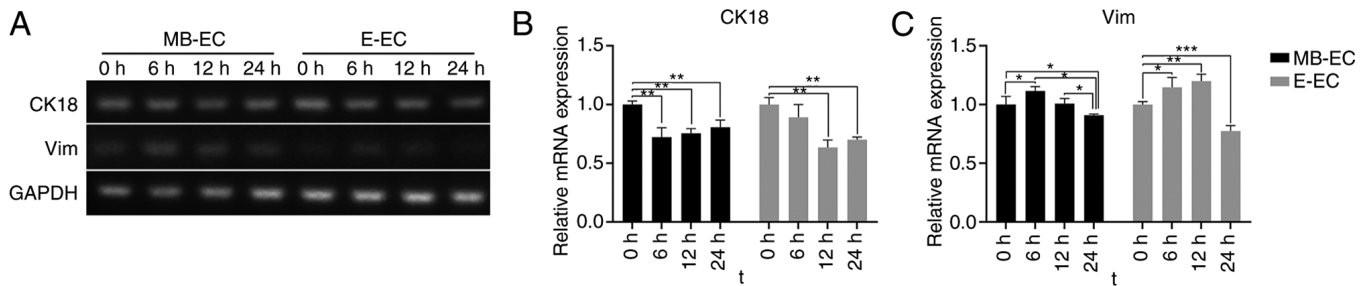 A
MB-EC E-EC
0 h 6 h 12 h 24 h 0 h 6 h 12 h 24 h
CK18
Vim
GAPDH
B
CK18
Relative mRNA expression
1.5
1.0
0.5
0.0
** ** **
** **
0 h 6 h 12 h 24 h 0 h 6 h 12 h 24 h
t
C
Vim
Relative mRNA expression
1.5
1.0
0.5
0.0
* * * *
*** ** *
0 h 6 h 12 h 24 h 0 h 6 h 12 h 24 h
t
MB-EC
E-EC